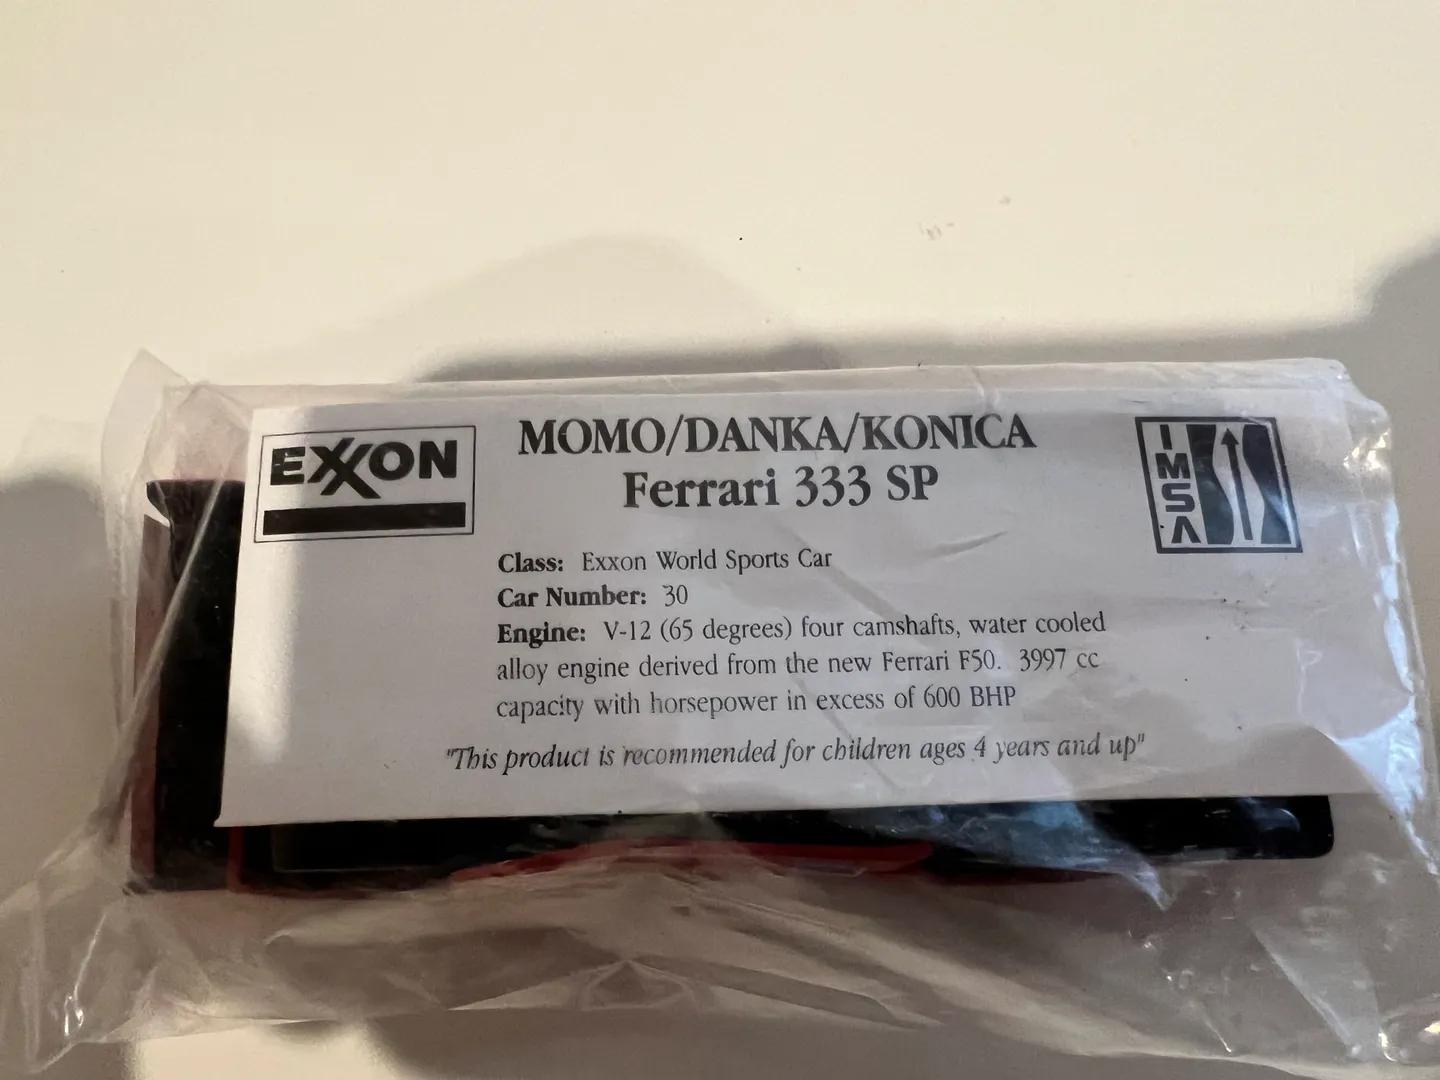 EXXON
MOMO/DANKA/KONICA
Ferrari 333 SP
IMSA
Class: Exxon World Sports Car
Car Number: 30
Engine: V-12 (65 degrees) four camshafts, water cooled
alloy engine derived from the new Ferrari F50. 3997 cc
capacity with horsepower in excess of 600 BHP
"This product is recommended for children ages 4 years and up"